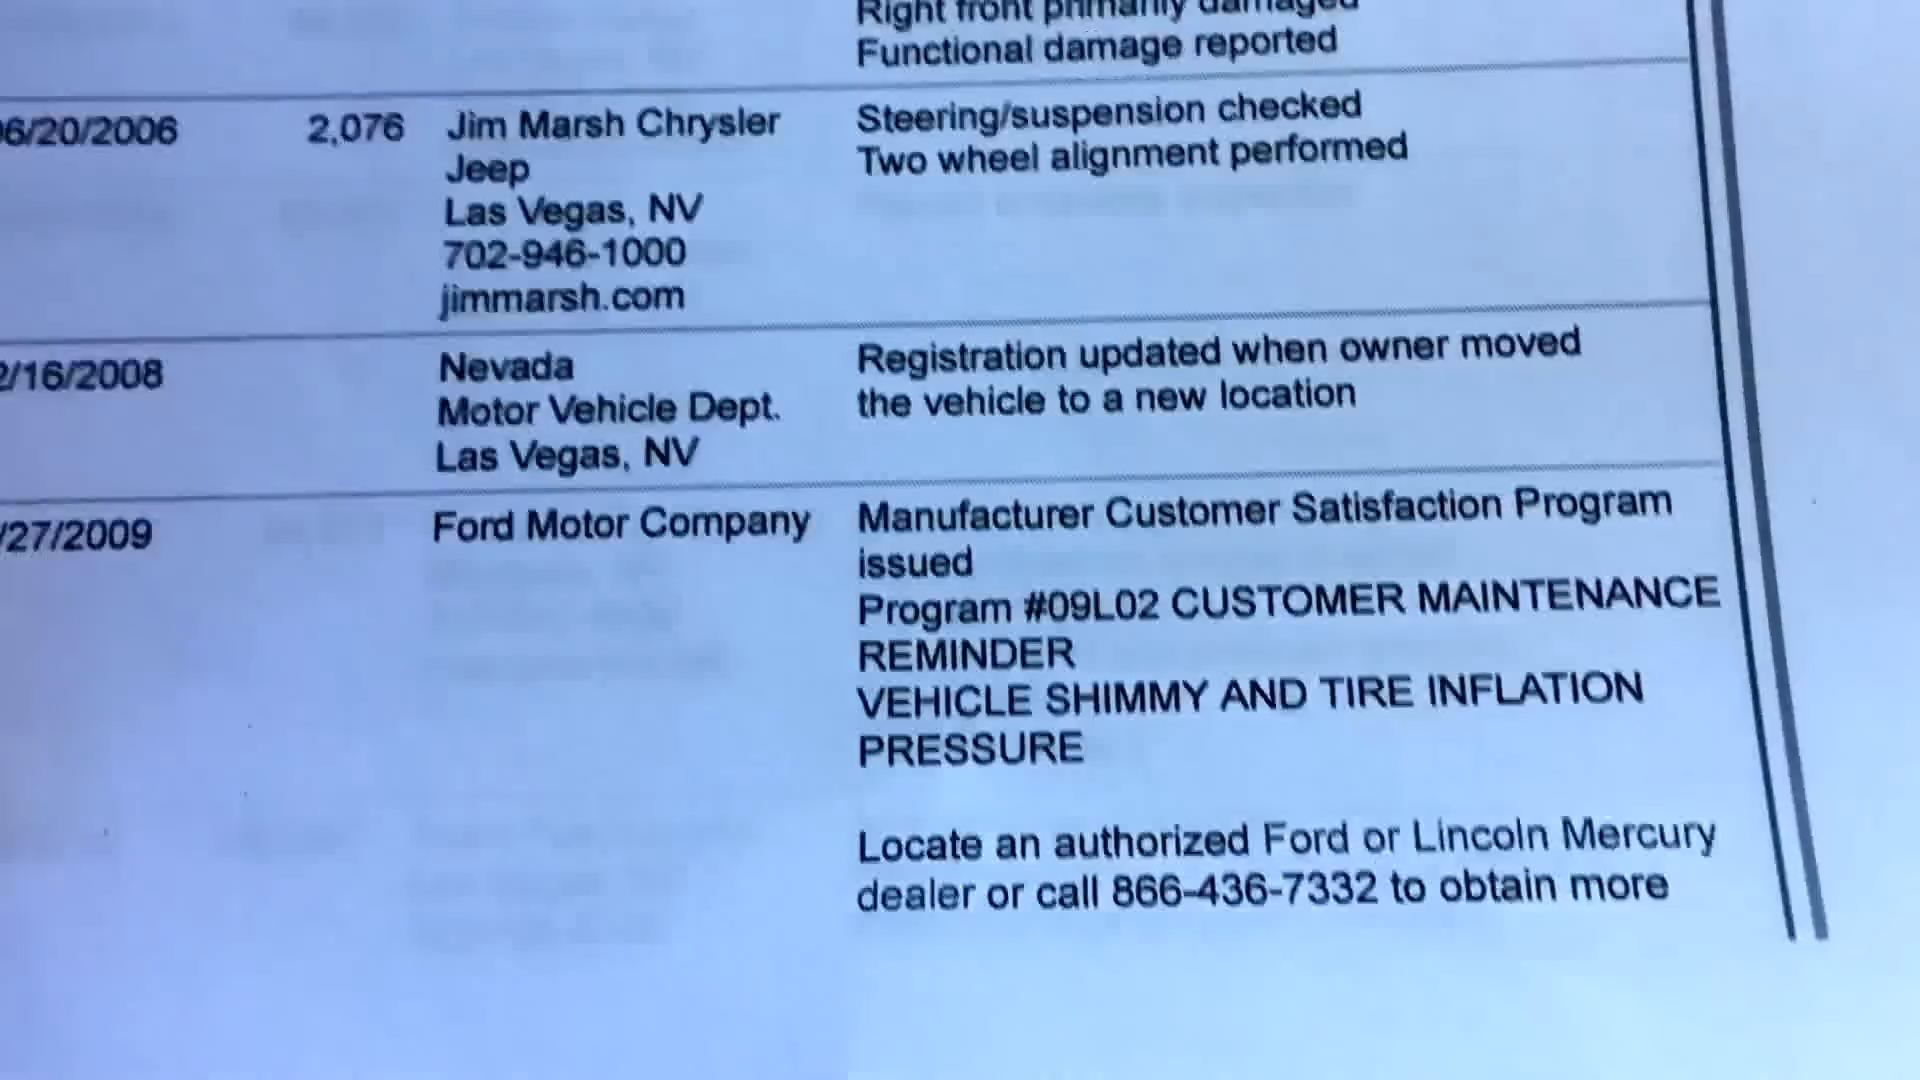 Right front primarily damaged
Functional damage reported
06/20/2006 2,076 Jim Marsh Chrysler Steering/suspension checked
Jeep Two wheel alignment performed
Las Vegas, NV
702-946-1000
jimmarsh.com
2/16/2008 Nevada Registration updated when owner moved
Motor Vehicle Dept. the vehicle to a new location
Las Vegas, NV
/27/2009 Ford Motor Company Manufacturer Customer Satisfaction Program
issued
Program #09L02 CUSTOMER MAINTENANCE
REMINDER
VEHICLE SHIMMY AND TIRE INFLATION
PRESSURE
Locate an authorized Ford or Lincoln Mercury
dealer or call 866-436-7332 to obtain more